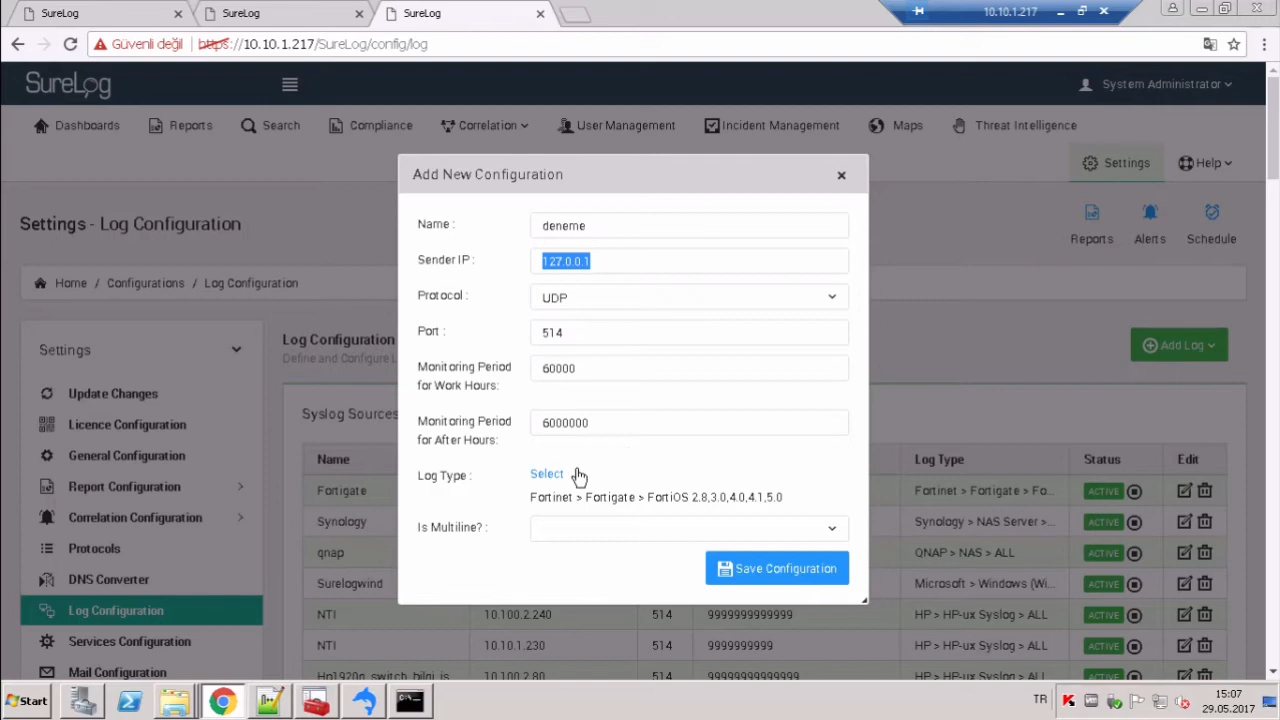 SureLog
SureLog
SureLog
10.10.1.217
Güvenli değil
https://10.10.1.217/SureLog/config/log
SureLog
System Administrator
Dashboards
Reports
Search
Compliance
Correlation
User Management
Incident Management
Maps
Threat Intelligence
Settings
Help
Settings - Log Configuration
Reports
Alerts
Schedule
Home / Configurations / Log Configuration
Settings
Update Changes
Licence Configuration
General Configuration
Report Configuration
Correlation Configuration
Protocols
DNS Converter
Log Configuration
Services Configuration
Mail Configuration
Log Configuration
Define and Configure L
Add Log
Syslog Sources
Name
Log Type
Status
Edit
Fortigate
Fortinet > Fortigate > Fo...
ACTIVE
Synology
Synology > NAS Server >...
ACTIVE
qnap
QNAP > NAS > ALL
ACTIVE
Surelogwind
Microsoft > Windows (Wi...
ACTIVE
NTI
10.100.2.240
514
9999999999999
HP > HP-ux Syslog > ALL
ACTIVE
NTI
10.10.1.230
514
9999999999
HP > HP-ux Syslog > ALL
ACTIVE
Hp1920n_switch_bilgi_is
10.100.2.80
514
99999999999
HP > HP-ux Syslog > ALL
ACTIVE
Add New Configuration
Name :
deneme
Sender IP :
127.0.0.1
Protocol :
UDP
Port :
514
Monitoring Period
for Work Hours:
60000
Monitoring Period
for After Hours:
6000000
Log Type :
Select
Fortinet > Fortigate > FortiOS 2.8,3.0,4.0,4.1,5.0
Is Multiline? :
Save Configuration
Start
TR
15:07
29.05.2017